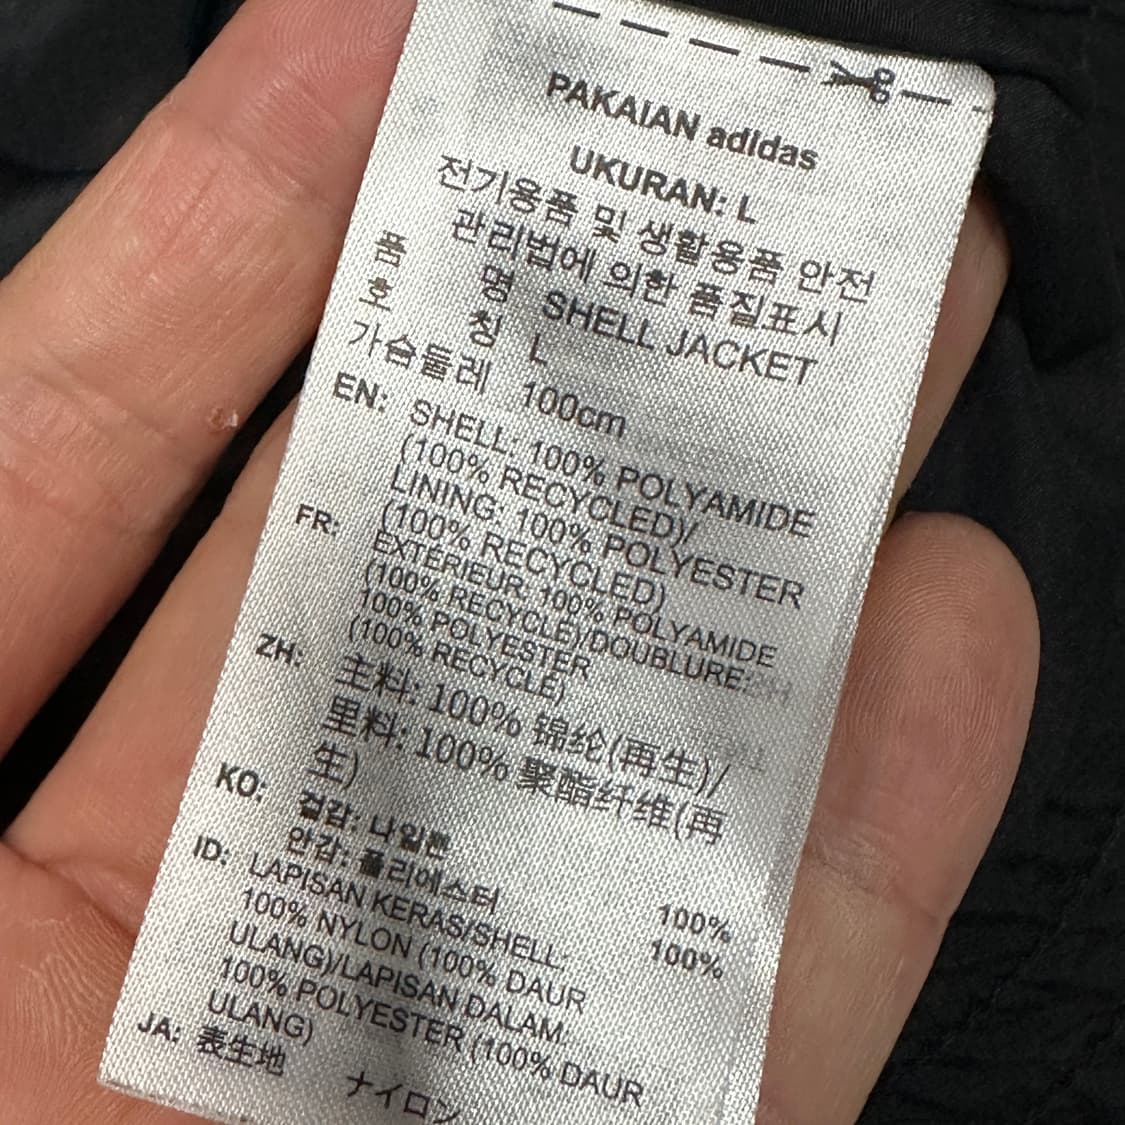 PAKAIAN adidas
UKURAN: L
전기용품 및 생활용품 안전
관리법에 의한 품질표시
품 명 SHELL JACKET
호 칭 L
가슴둘레 100cm
EN: SHELL: 100% POLYAMIDE
(100% RECYCLED)/
LINING: 100% POLYESTER
(100% RECYCLED)
FR: EXTÉRIEUR: 100% POLYAMIDE
(100% RECYCLÉ)/DOUBLURE:
100% POLYESTER
(100% RECYCLÉ)
ZH: 主料: 100% 锦纶(再生)/
里料: 100% 聚酯纤维(再
生)
KO: 겉감: 나일론 100%
안감: 폴리에스터 100%
ID: LAPISAN KERAS/SHELL:
100% NYLON (100% DAUR
ULANG)/LAPISAN DALAM:
100% POLYESTER (100% DAUR
ULANG)
JA: 表生地 ナイロン